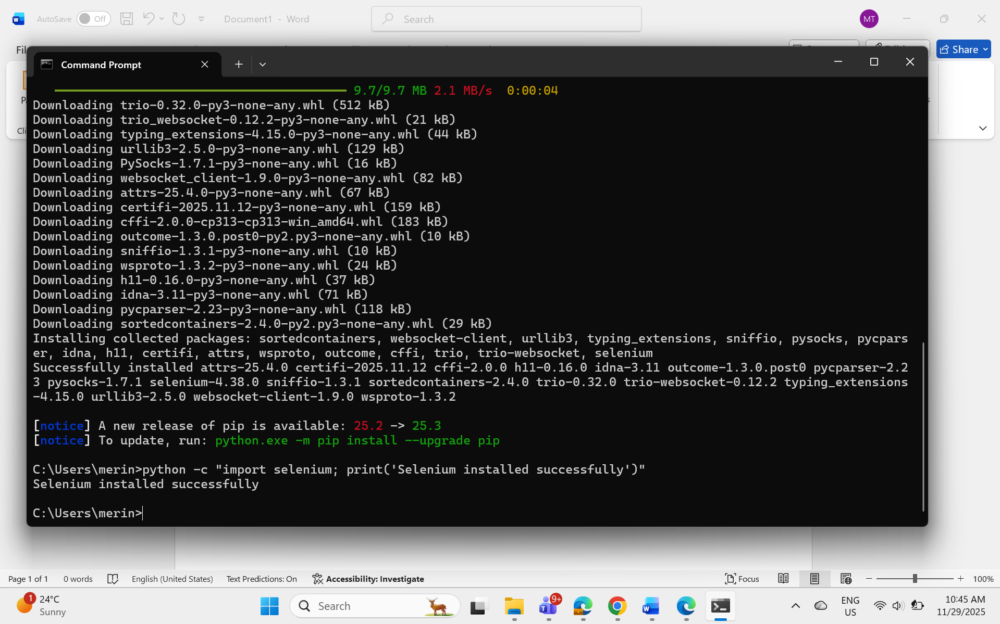 AutoSave Off Document1 - Word Search MT
Fil Share
Command Prompt
9.7/9.7 MB 2.1 MB/s 0:00:04
Downloading trio-0.32.0-py3-none-any.whl (512 kB)
Downloading trio_websocket-0.12.2-py3-none-any.whl (21 kB)
Downloading typing_extensions-4.15.0-py3-none-any.whl (44 kB)
Downloading urllib3-2.5.0-py3-none-any.whl (129 kB)
Downloading PySocks-1.7.1-py3-none-any.whl (16 kB)
Downloading websocket_client-1.9.0-py3-none-any.whl (82 kB)
Downloading attrs-25.4.0-py3-none-any.whl (67 kB)
Downloading certifi-2025.11.12-py3-none-any.whl (159 kB)
Downloading cffi-2.0.0-cp313-cp313-win_amd64.whl (183 kB)
Downloading outcome-1.3.0.post0-py2.py3-none-any.whl (10 kB)
Downloading sniffio-1.3.1-py3-none-any.whl (10 kB)
Downloading wsproto-1.3.2-py3-none-any.whl (24 kB)
Downloading h11-0.16.0-py3-none-any.whl (37 kB)
Downloading idna-3.11-py3-none-any.whl (71 kB)
Downloading pycparser-2.23-py3-none-any.whl (118 kB)
Downloading sortedcontainers-2.4.0-py2.py3-none-any.whl (29 kB)
Installing collected packages: sortedcontainers, websocket-client, urllib3, typing_extensions, sniffio, pysocks, pycpars
er, idna, h11, certifi, attrs, wsproto, outcome, cffi, trio, trio-websocket, selenium
Successfully installed attrs-25.4.0 certifi-2025.11.12 cffi-2.0.0 h11-0.16.0 idna-3.11 outcome-1.3.0.post0 pycparser-2.2
3 pysocks-1.7.1 selenium-4.38.0 sniffio-1.3.1 sortedcontainers-2.4.0 trio-0.32.0 trio-websocket-0.12.2 typing_extensions
-4.15.0 urllib3-2.5.0 websocket-client-1.9.0 wsproto-1.3.2
[notice] A new release of pip is available: 25.2 -> 25.3
[notice] To update, run: python.exe -m pip install --upgrade pip
C:\Users\merin>python -c "import selenium; print('Selenium installed successfully')"
Selenium installed successfully
C:\Users\merin>
Cli
Page 1 of 1 0 words English (United States) Text Predictions: On Accessibility: Investigate Focus 100%
1 24°C Search 9+ ENG 10:45 AM
Sunny US 11/29/2025